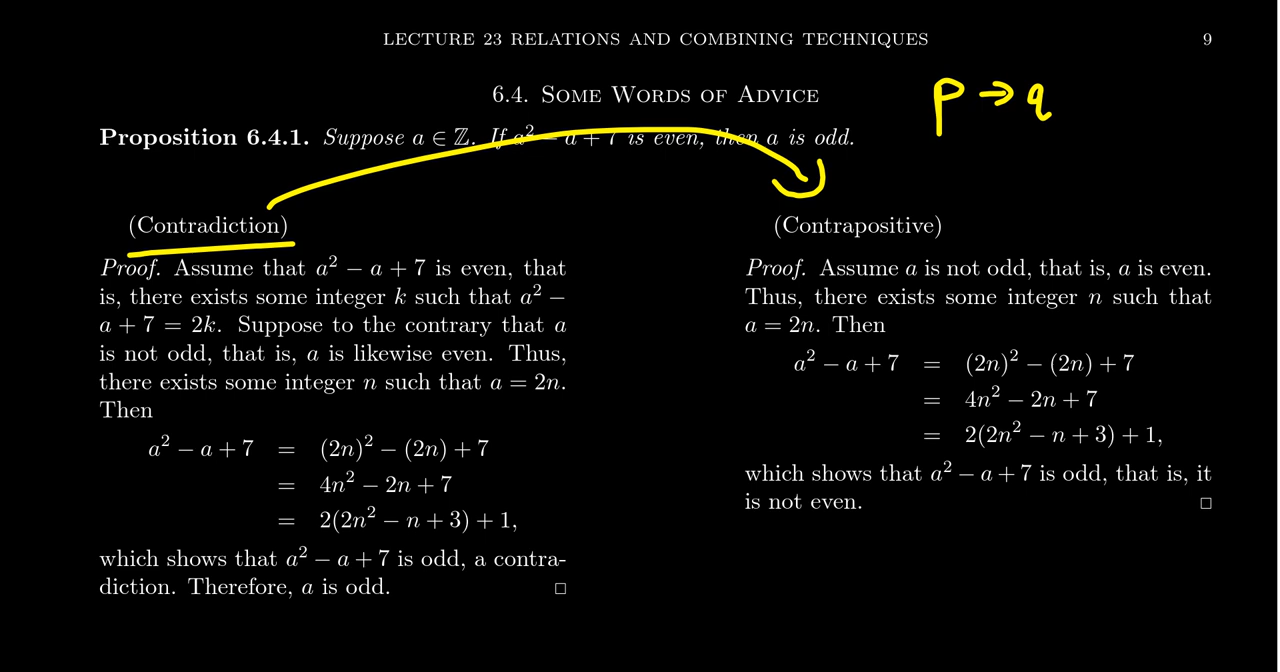 LECTURE 23 RELATIONS AND COMBINING TECHNIQUES 9
6.4. Some Words of Advice
p → q
Proposition 6.4.1. Suppose a ∈ ℤ. If a² − a + 7 is even, then a is odd.
(Contradiction)
Proof. Assume that a² − a + 7 is even, that
is, there exists some integer k such that a² −
a + 7 = 2k. Suppose to the contrary that a
is not odd, that is, a is likewise even. Thus,
there exists some integer n such that a = 2n.
Then
a² − a + 7 = (2n)² − (2n) + 7
= 4n² − 2n + 7
= 2(2n² − n + 3) + 1,
which shows that a² − a + 7 is odd, a contra-
diction. Therefore, a is odd. □
(Contrapositive)
Proof. Assume a is not odd, that is, a is even.
Thus, there exists some integer n such that
a = 2n. Then
a² − a + 7 = (2n)² − (2n) + 7
= 4n² − 2n + 7
= 2(2n² − n + 3) + 1,
which shows that a² − a + 7 is odd, that is, it
is not even. □